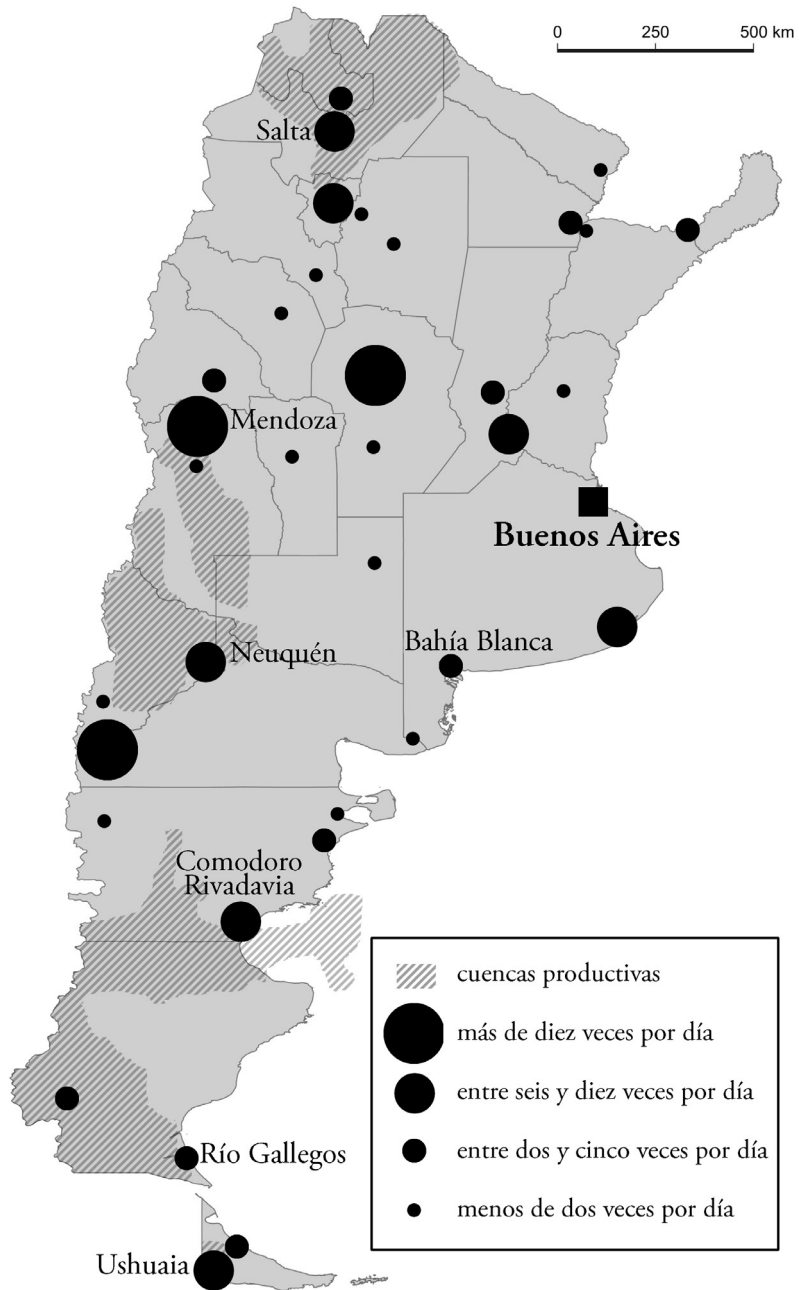 0 250 500 km
Salta
Mendoza
Buenos Aires
Bahía Blanca
Neuquén
Comodoro
Rivadavia
cuencas productivas
más de diez veces por día
entre seis y diez veces por día
entre dos y cinco veces por día
menos de dos veces por día
Río Gallegos
Ushuaia